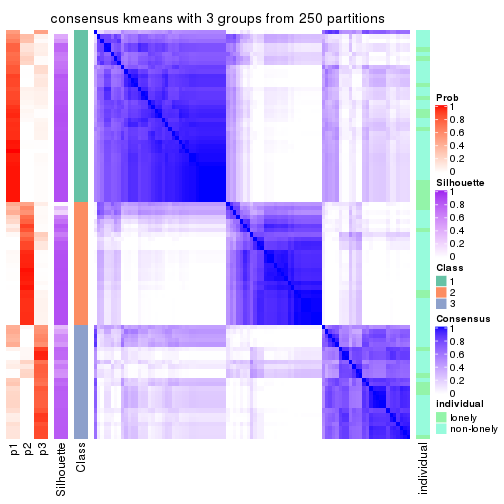 consensus kmeans with 3 groups from 250 partitions
Prob
1
0.8
0.6
0.4
0.2
0
Silhouette
1
0.8
0.6
0.4
0.2
0
Class
1
2
3
Consensus
1
0.8
0.6
0.4
0.2
0
individual
lonely
non-lonely
p1
p2
p3
Silhouette
Class
individual